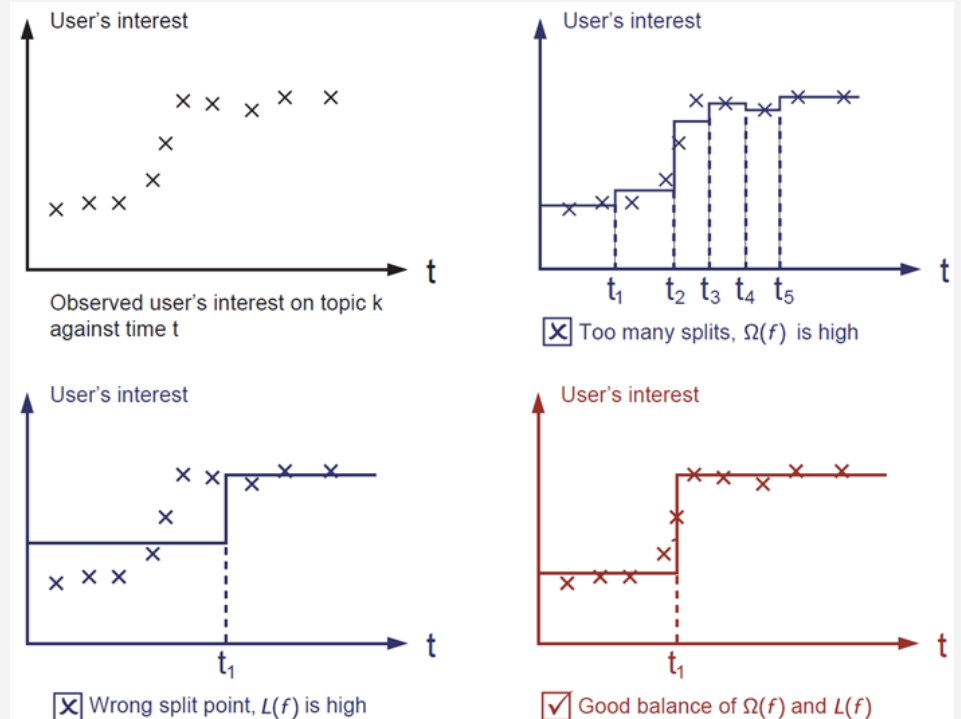 User's interest
t
Observed user's interest on topic k
against time t
User's interest
t
t₁ t₂ t₃ t₄ t₅
Too many splits, Ω(f) is high
User's interest
t
t₁
Wrong split point, L(f) is high
User's interest
t
t₁
Good balance of Ω(f) and L(f)